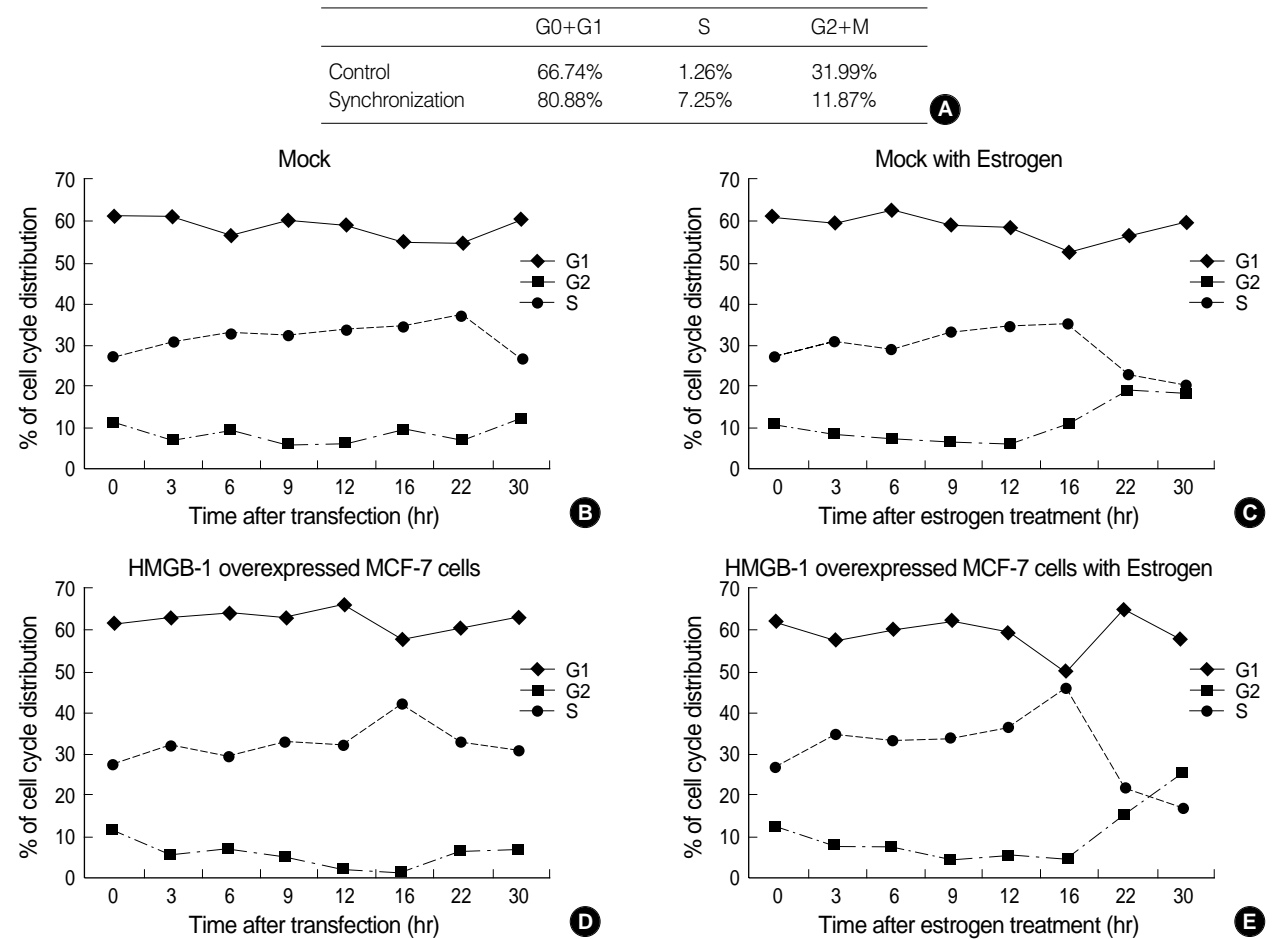 G0+G1 S G2+M
Control 66.74% 1.26% 31.99%
Synchronization 80.88% 7.25% 11.87%
A
Mock
% of cell cycle distribution
70
60
50
40
30
20
10
0
0 3 6 9 12 16 22 30
Time after transfection (hr)
G1
G2
S
B
Mock with Estrogen
% of cell cycle distribution
70
60
50
40
30
20
10
0
0 3 6 9 12 16 22 30
Time after estrogen treatment (hr)
G1
G2
S
C
HMGB-1 overexpressed MCF-7 cells
% of cell cycle distribution
70
60
50
40
30
20
10
0
0 3 6 9 12 16 22 30
Time after transfection (hr)
G1
G2
S
D
HMGB-1 overexpressed MCF-7 cells with Estrogen
% of cell cycle distribution
70
60
50
40
30
20
10
0
0 3 6 9 12 16 22 30
Time after estrogen treatment (hr)
G1
G2
S
E